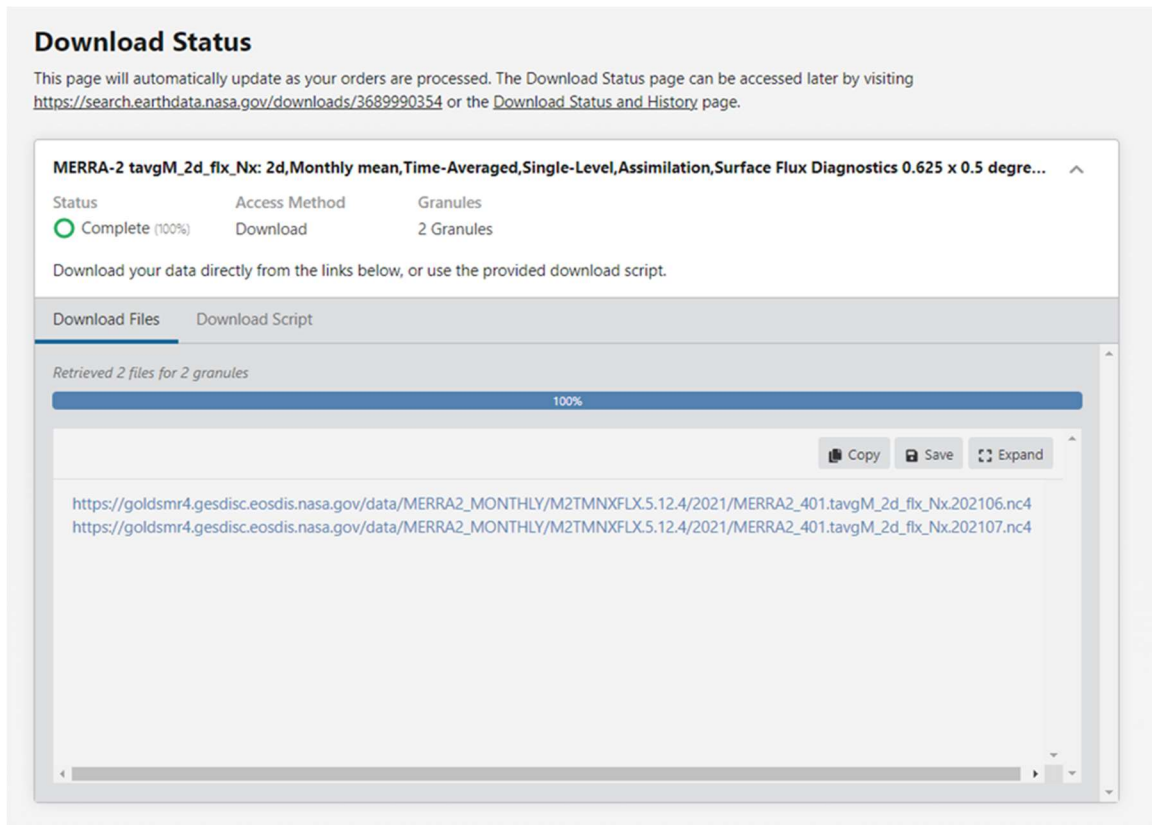 Download Status
This page will automatically update as your orders are processed. The Download Status page can be accessed later by visiting
https://search.earthdata.nasa.gov/downloads/3689990354 or the Download Status and History page.
MERRA-2 tavgM_2d_flx_Nx: 2d,Monthly mean,Time-Averaged,Single-Level,Assimilation,Surface Flux Diagnostics 0.625 x 0.5 degre...
Status Access Method Granules
Complete (100%) Download 2 Granules
Download your data directly from the links below, or use the provided download script.
Download Files Download Script
Retrieved 2 files for 2 granules
100%
Copy Save Expand
https://goldsmr4.gesdisc.eosdis.nasa.gov/data/MERRA2_MONTHLY/M2TMNXFLX.5.12.4/2021/MERRA2_401.tavgM_2d_flx_Nx.202106.nc4
https://goldsmr4.gesdisc.eosdis.nasa.gov/data/MERRA2_MONTHLY/M2TMNXFLX.5.12.4/2021/MERRA2_401.tavgM_2d_flx_Nx.202107.nc4